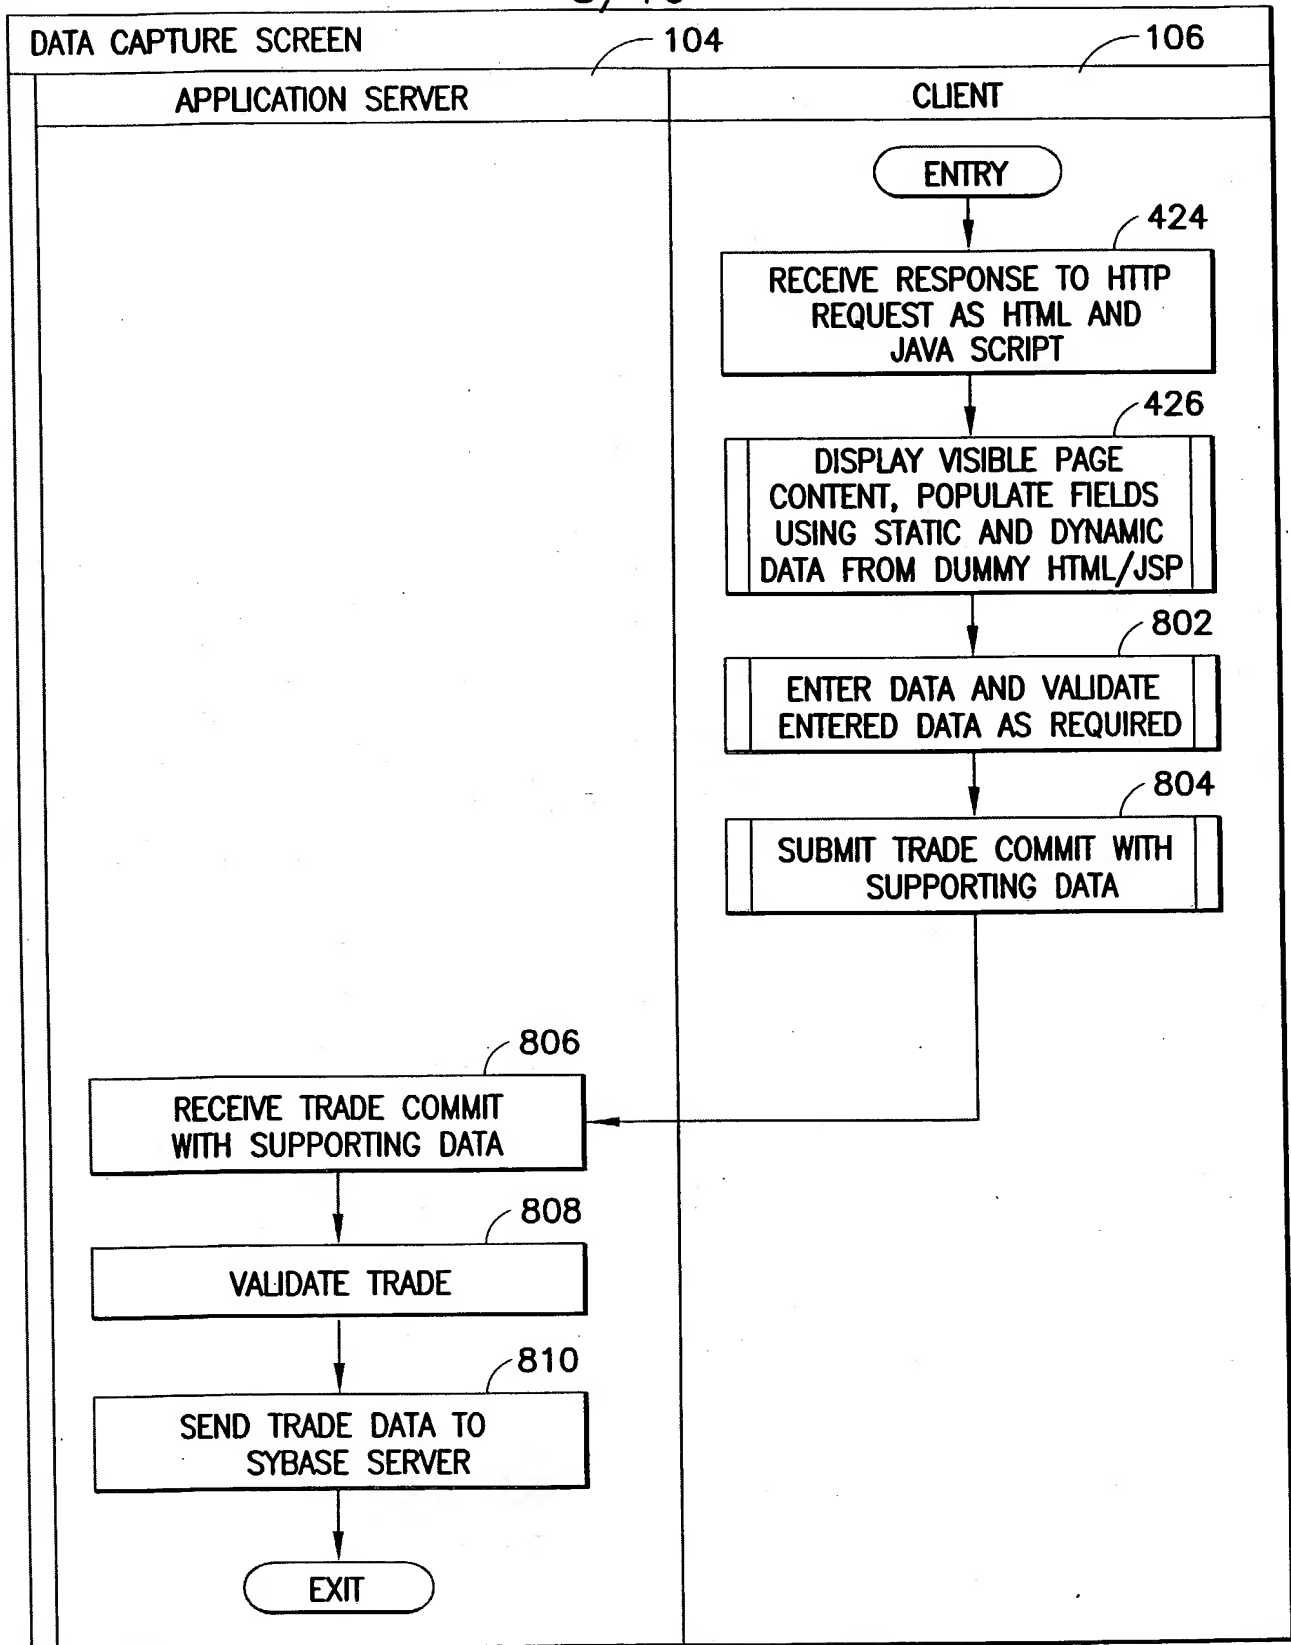 DATA CAPTURE SCREEN
104
106
APPLICATION SERVER
CLIENT
ENTRY
424
RECEIVE RESPONSE TO HTTP
REQUEST AS HTML AND
JAVA SCRIPT
426
DISPLAY VISIBLE PAGE
CONTENT, POPULATE FIELDS
USING STATIC AND DYNAMIC
DATA FROM DUMMY HTML/JSP
802
ENTER DATA AND VALIDATE
ENTERED DATA AS REQUIRED
804
SUBMIT TRADE COMMIT WITH
SUPPORTING DATA
806
RECEIVE TRADE COMMIT
WITH SUPPORTING DATA
808
VALIDATE TRADE
810
SEND TRADE DATA TO
SYBASE SERVER
EXIT